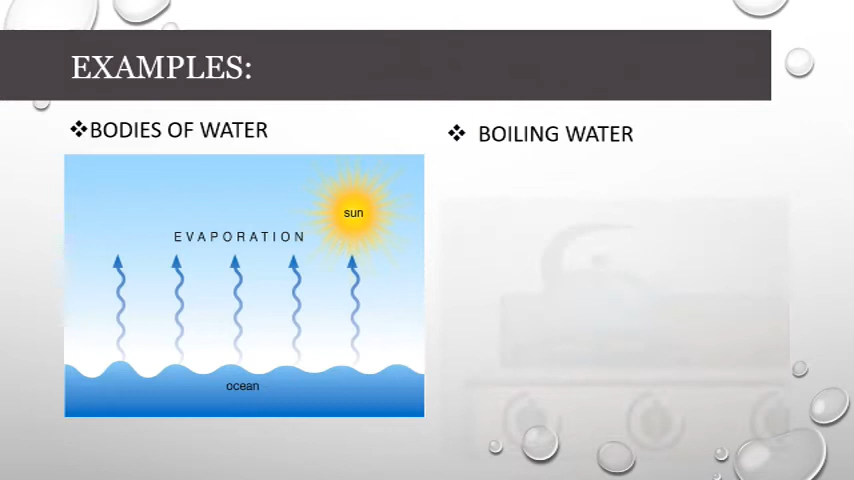 EXAMPLES:
❖BODIES OF WATER
❖ BOILING WATER
sun
EVAPORATION
ocean